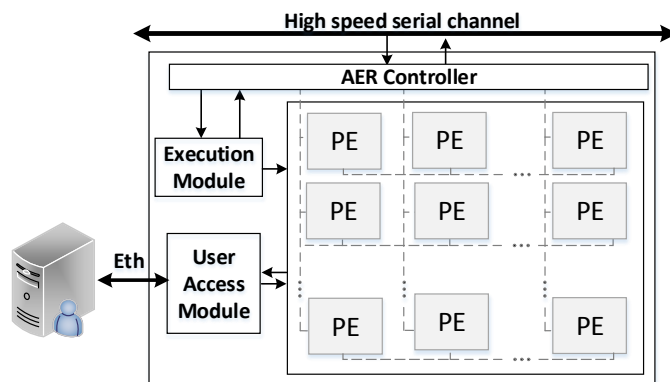 High speed serial channel
AER Controller
PE PE PE
Execution
Module
...
PE PE PE
...
Eth
User
Access
Module
PE PE PE
...